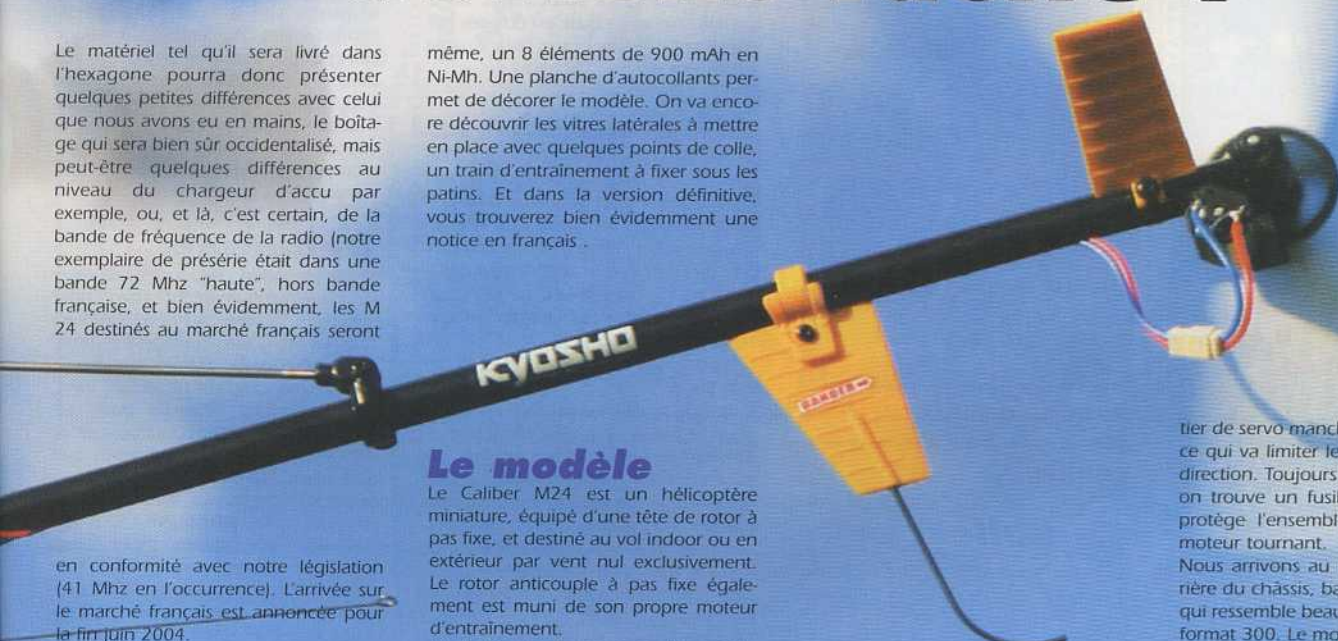 Le matériel tel qu'il sera livré dans
l'hexagone pourra donc présenter
quelques petites différences avec celui
que nous avons eu en mains, le boîta-
ge qui sera bien sûr occidentalisé, mais
peut-être quelques différences au
niveau du chargeur d'accu par
exemple, ou, et là, c'est certain, de la
bande de fréquence de la radio (notre
exemplaire de présérie était dans une
bande 72 Mhz "haute", hors bande
française, et bien évidemment, les M
24 destinés au marché français seront
en conformité avec notre législation
(41 Mhz en l'occurrence). L'arrivée sur
le marché français est annoncée pour
la fin juin 2004.
même, un 8 éléments de 900 mAh en
Ni-Mh. Une planche d'autocollants per-
met de décorer le modèle. On va enco-
re découvrir les vitres latérales à mettre
en place avec quelques points de colle,
un train d'entraînement à fixer sous les
patins. Et dans la version définitive,
vous trouverez bien évidemment une
notice en français .
KYOSHO
DANGER
Le modèle
Le Caliber M24 est un hélicoptère
miniature, équipé d'une tête de rotor à
pas fixe, et destiné au vol indoor ou en
extérieur par vent nul exclusivement.
Le rotor anticouple à pas fixe égale-
ment est muni de son propre moteur
d'entraînement.
tier de servo
ce qui va limiter
direction. Toujours
on trouve un
protège
moteur tournant.
Nous arrivons au
rière du châssis,
qui ressemble
format 300. Le